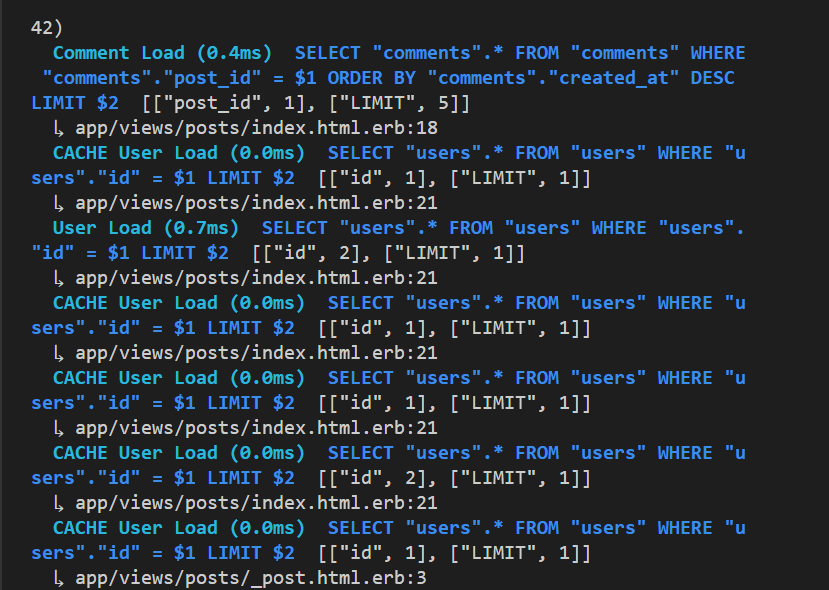 42)
Comment Load (0.4ms)  SELECT "comments".* FROM "comments" WHERE
"comments"."post_id" = $1 ORDER BY "comments"."created_at" DESC
LIMIT $2  [["post_id", 1], ["LIMIT", 5]]
↳ app/views/posts/index.html.erb:18
CACHE User Load (0.0ms)  SELECT "users".* FROM "users" WHERE "u
sers"."id" = $1 LIMIT $2  [["id", 1], ["LIMIT", 1]]
↳ app/views/posts/index.html.erb:21
User Load (0.7ms)  SELECT "users".* FROM "users" WHERE "users".
"id" = $1 LIMIT $2  [["id", 2], ["LIMIT", 1]]
↳ app/views/posts/index.html.erb:21
CACHE User Load (0.0ms)  SELECT "users".* FROM "users" WHERE "u
sers"."id" = $1 LIMIT $2  [["id", 1], ["LIMIT", 1]]
↳ app/views/posts/index.html.erb:21
CACHE User Load (0.0ms)  SELECT "users".* FROM "users" WHERE "u
sers"."id" = $1 LIMIT $2  [["id", 1], ["LIMIT", 1]]
↳ app/views/posts/index.html.erb:21
CACHE User Load (0.0ms)  SELECT "users".* FROM "users" WHERE "u
sers"."id" = $1 LIMIT $2  [["id", 2], ["LIMIT", 1]]
↳ app/views/posts/index.html.erb:21
CACHE User Load (0.0ms)  SELECT "users".* FROM "users" WHERE "u
sers"."id" = $1 LIMIT $2  [["id", 1], ["LIMIT", 1]]
↳ app/views/posts/_post.html.erb:3